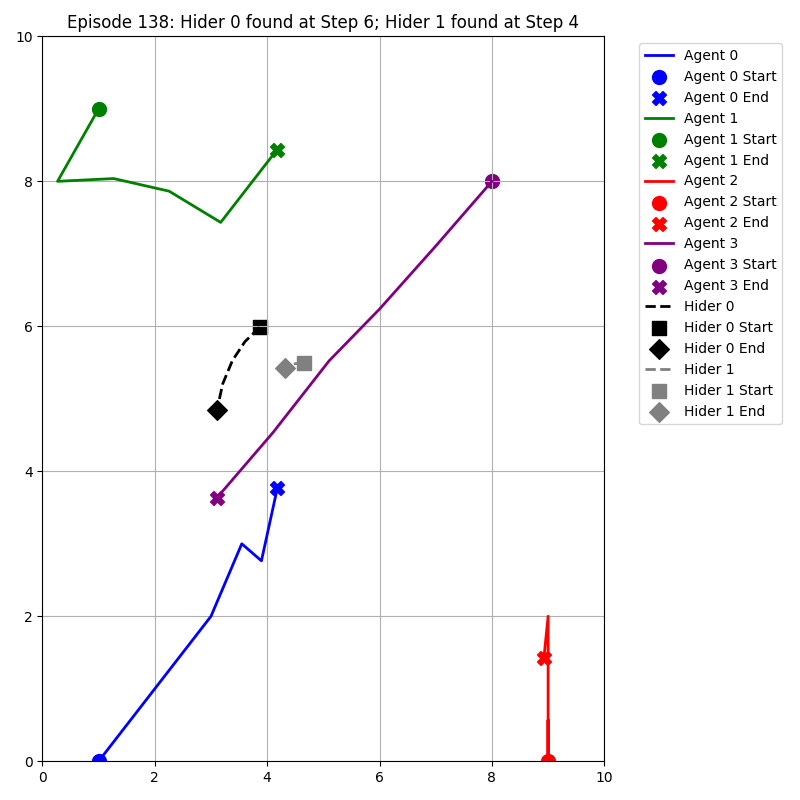 Episode 138: Hider 0 found at Step 6; Hider 1 found at Step 4
10
8
6
4
2
0
0 2 4 6 8 10
Agent 0
Agent 0 Start
Agent 0 End
Agent 1
Agent 1 Start
Agent 1 End
Agent 2
Agent 2 Start
Agent 2 End
Agent 3
Agent 3 Start
Agent 3 End
Hider 0
Hider 0 Start
Hider 0 End
Hider 1
Hider 1 Start
Hider 1 End